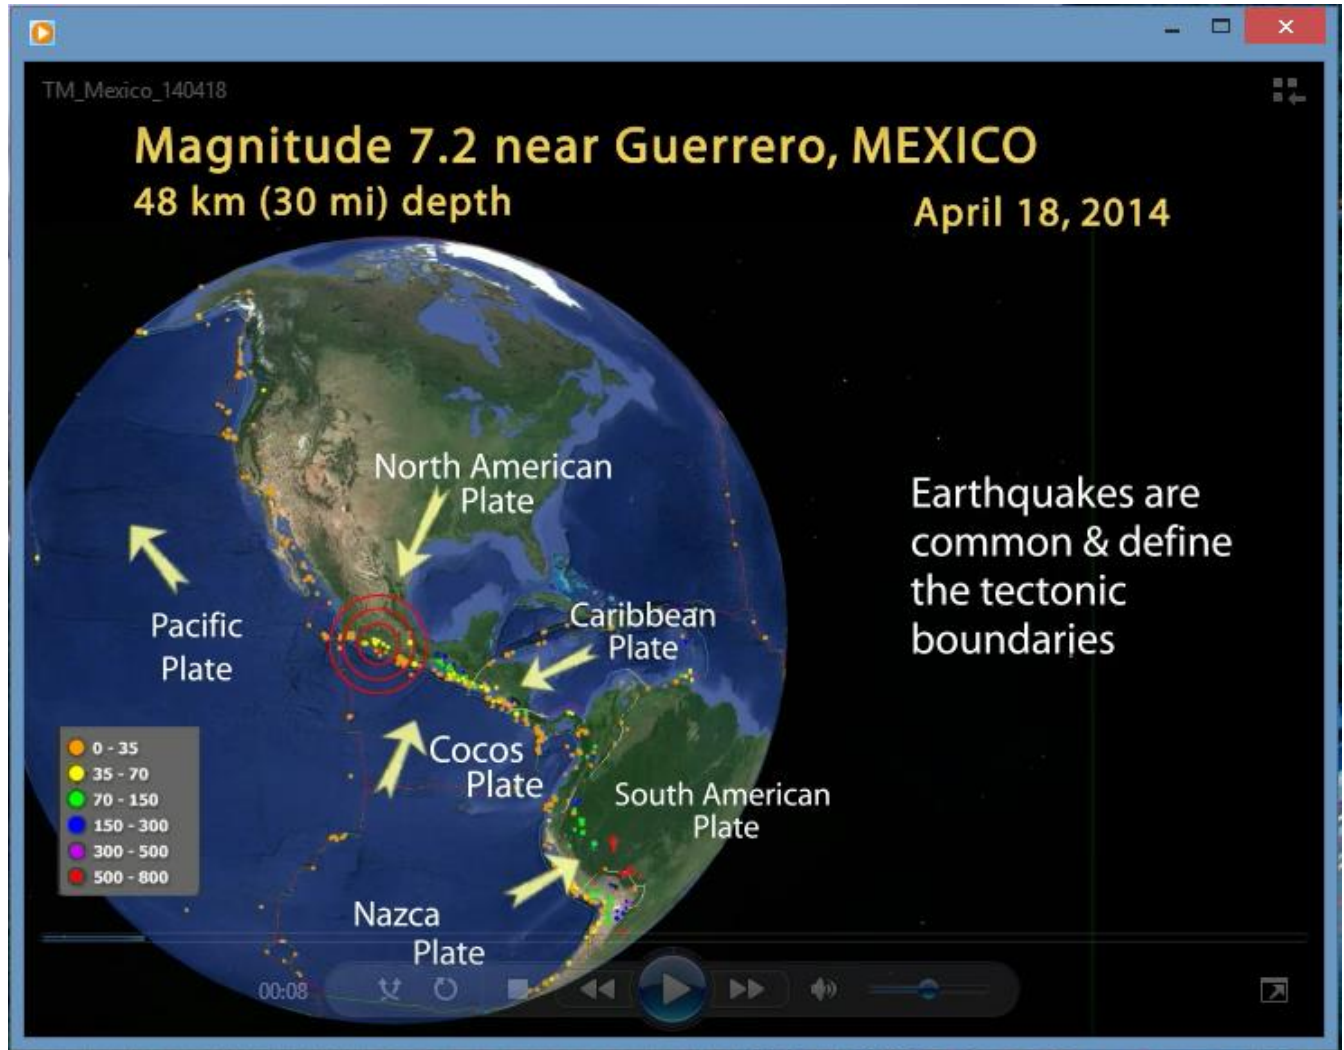 TM_Mexico_140418
Magnitude 7.2 near Guerrero, MEXICO
48 km (30 mi) depth
April 18, 2014
North American
Plate
Earthquakes are
common & define
the tectonic
boundaries
Pacific
Plate
Caribbean
Plate
Cocos
Plate
South American
Plate
0 - 35
35 - 70
70 - 150
150 - 300
300 - 500
500 - 800
Nazca
Plate
00:08